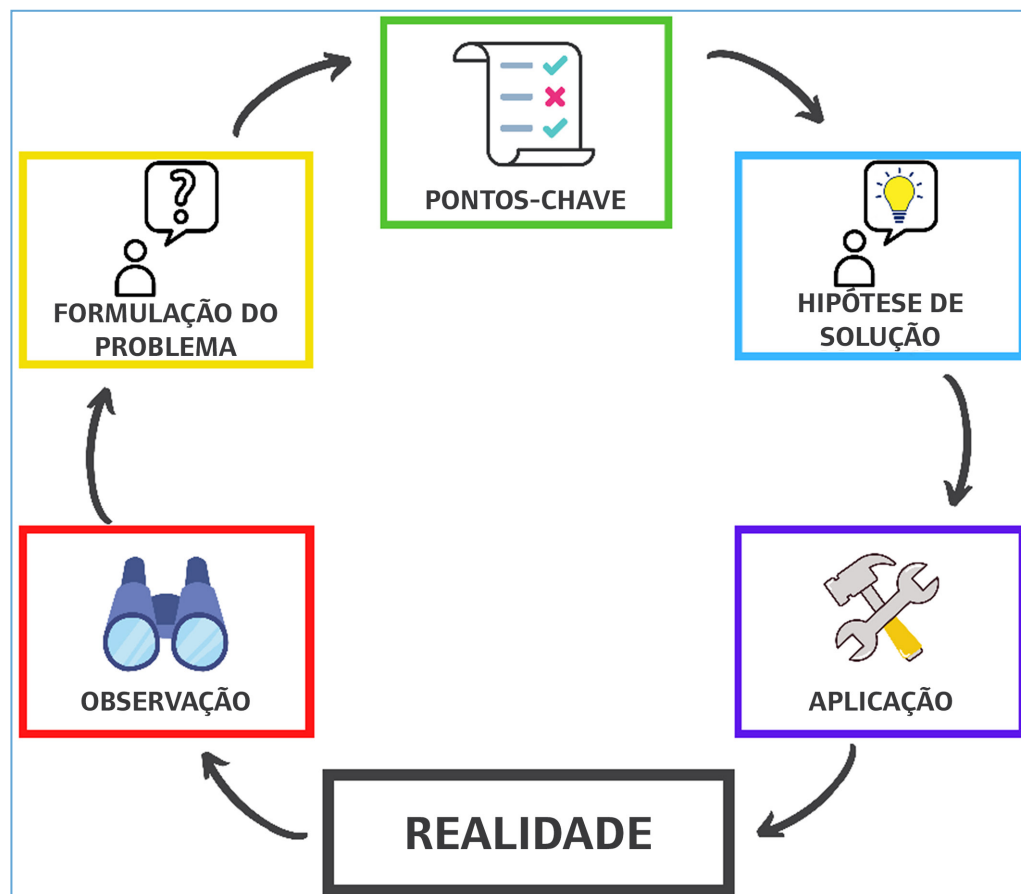 PONTOS-CHAVE
FORMULAÇÃO DO
PROBLEMA
HIPÓTESE DE
SOLUÇÃO
OBSERVAÇÃO
APLICAÇÃO
REALIDADE